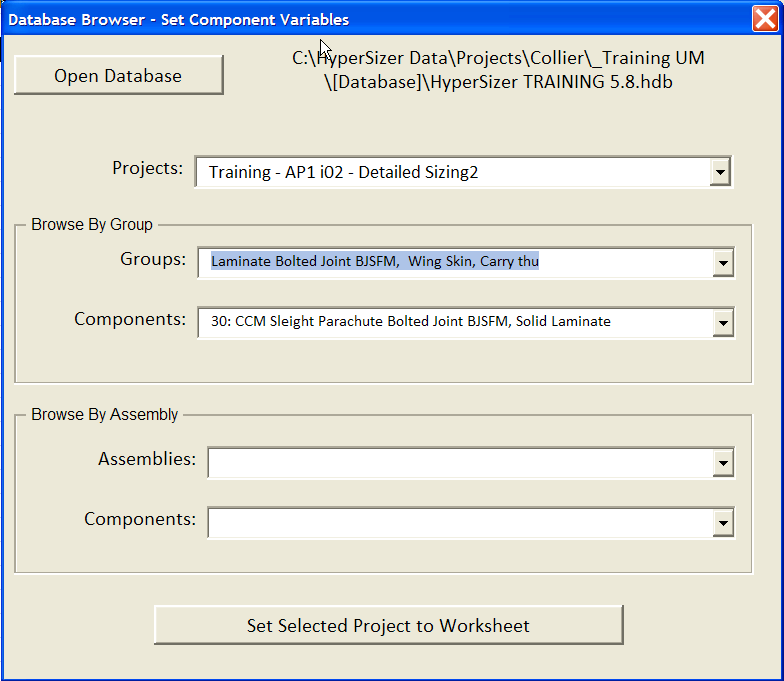 Database Browser - Set Component Variables
Open Database
C:\HyperSizer Data\Projects\Collier\_Training UM
\[Database]\HyperSizer TRAINING 5.8.hdb
Projects: Training - AP1 i02 - Detailed Sizing2
Browse By Group
Groups: Laminate Bolted Joint BJSFM,  Wing Skin, Carry thu
Components: 30: CCM Sleight Parachute Bolted Joint BJSFM, Solid Laminate
Browse By Assembly
Assemblies:
Components:
Set Selected Project to Worksheet